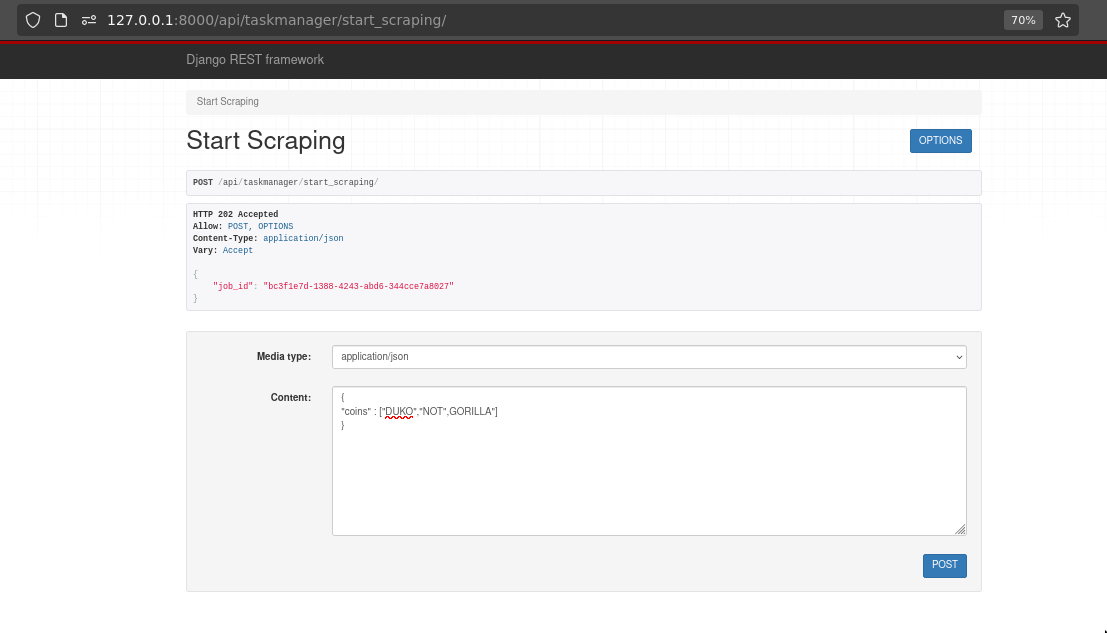 127.0.0.1:8000/api/taskmanager/start_scraping/
70%
Django REST framework
Start Scraping
Start Scraping
OPTIONS
POST /api/taskmanager/start_scraping/
HTTP 202 Accepted
Allow: POST, OPTIONS
Content-Type: application/json
Vary: Accept
{
"job_id": "bc3f1e7d-1388-4243-abd6-344cce7a8027"
}
Media type:
application/json
Content:
{
"coins" : ["DUKO","NOT",GORILLA"]
}
POST